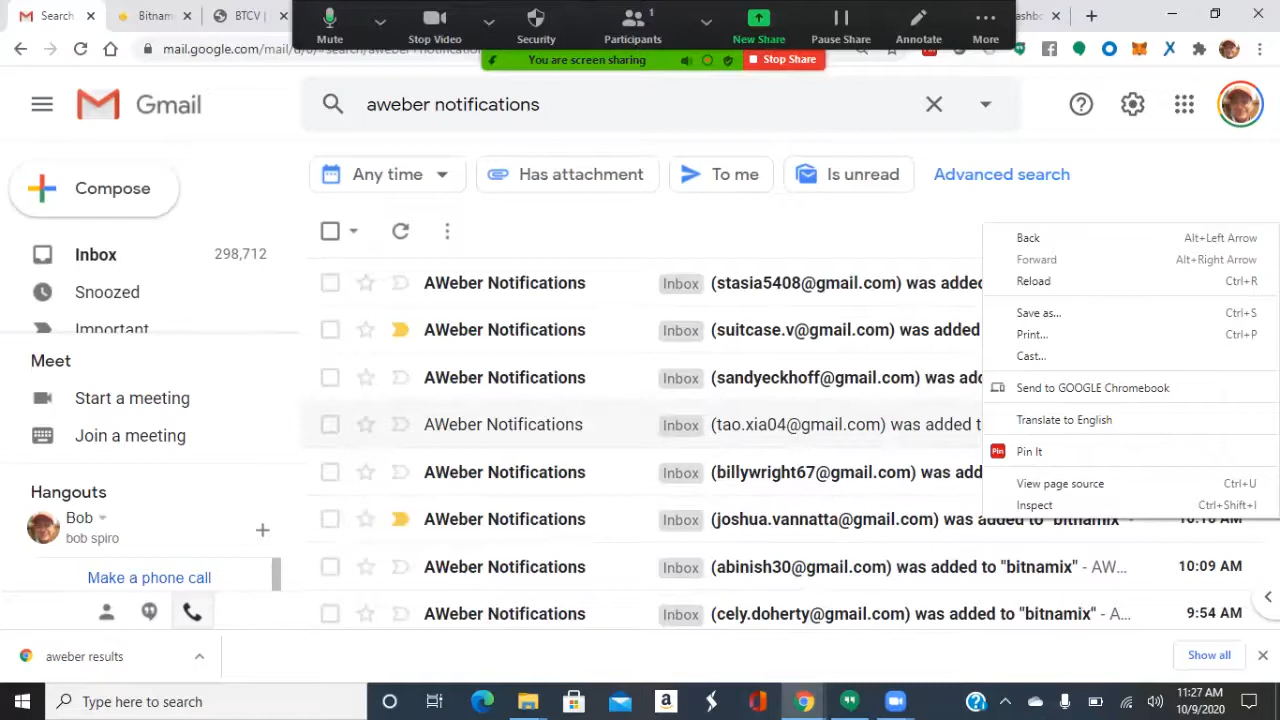 Search
Bitnam
BTCV
ashbo
Mute
Stop Video
Security
1
Participants
New Share
Pause Share
Annotate
More
mail.google.com/mail/
You are screen sharing
Stop Share
Gmail
aweber notifications
Compose
Any time
Has attachment
To me
Is unread
Advanced search
Inbox 298,712
Snoozed
Important
Meet
Start a meeting
Join a meeting
Hangouts
Bob
bob spiro
Make a phone call
AWeber Notifications Inbox (stasia5408@gmail.com) was added
AWeber Notifications Inbox (suitcase.v@gmail.com) was added
AWeber Notifications Inbox (sandyeckhoff@gmail.com) was add
AWeber Notifications Inbox (tao.xia04@gmail.com) was added t
AWeber Notifications Inbox (billywright67@gmail.com) was add
AWeber Notifications Inbox (joshua.vannatta@gmail.com) was added to "bitnamix" - 10:16 AM
AWeber Notifications Inbox (abinish30@gmail.com) was added to "bitnamix" - AW... 10:09 AM
AWeber Notifications Inbox (cely.doherty@gmail.com) was added to "bitnamix" - A... 9:54 AM
Back Alt+Left Arrow
Forward Alt+Right Arrow
Reload Ctrl+R
Save as... Ctrl+S
Print... Ctrl+P
Cast...
Send to GOOGLE Chromebook
Translate to English
Pin
Pin It
View page source Ctrl+U
Inspect Ctrl+Shift+I
aweber results
Show all
Type here to search
11:27 AM
10/9/2020